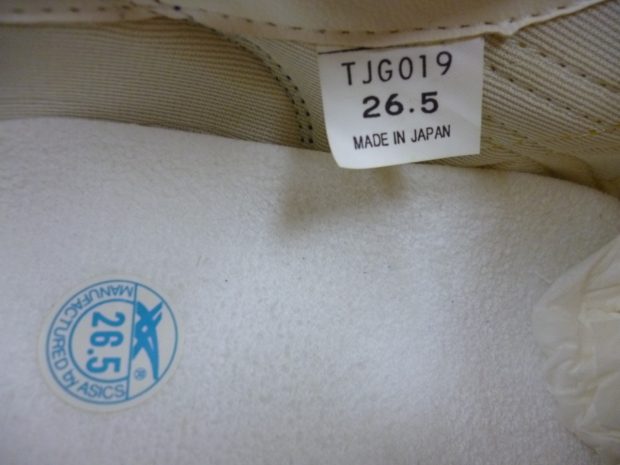 TJG019
26.5
MADE IN JAPAN
MANUFACTURED by ASICS
26.5
®